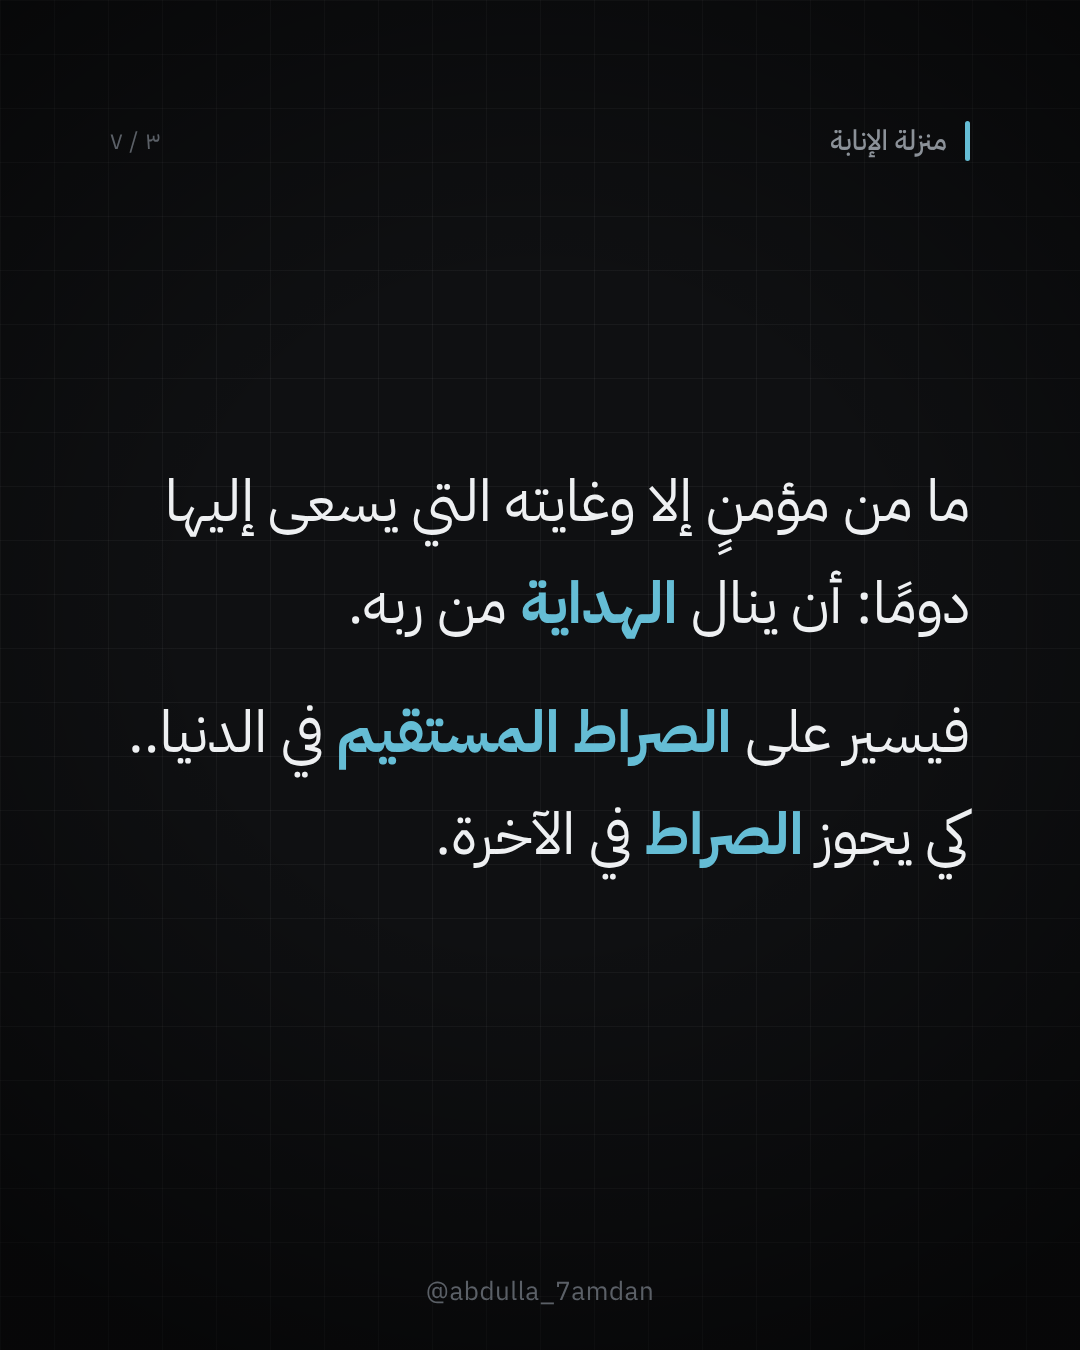 منزلة الإنابة
٣ / ٧
ما من مؤمنٍ إلا وغايته التي يسعى إليها
دومًا: أن ينال الهداية من ربه.
فيسير على الصراط المستقيم في الدنيا..
كي يجوز الصراط في الآخرة.
@abdulla_7amdan